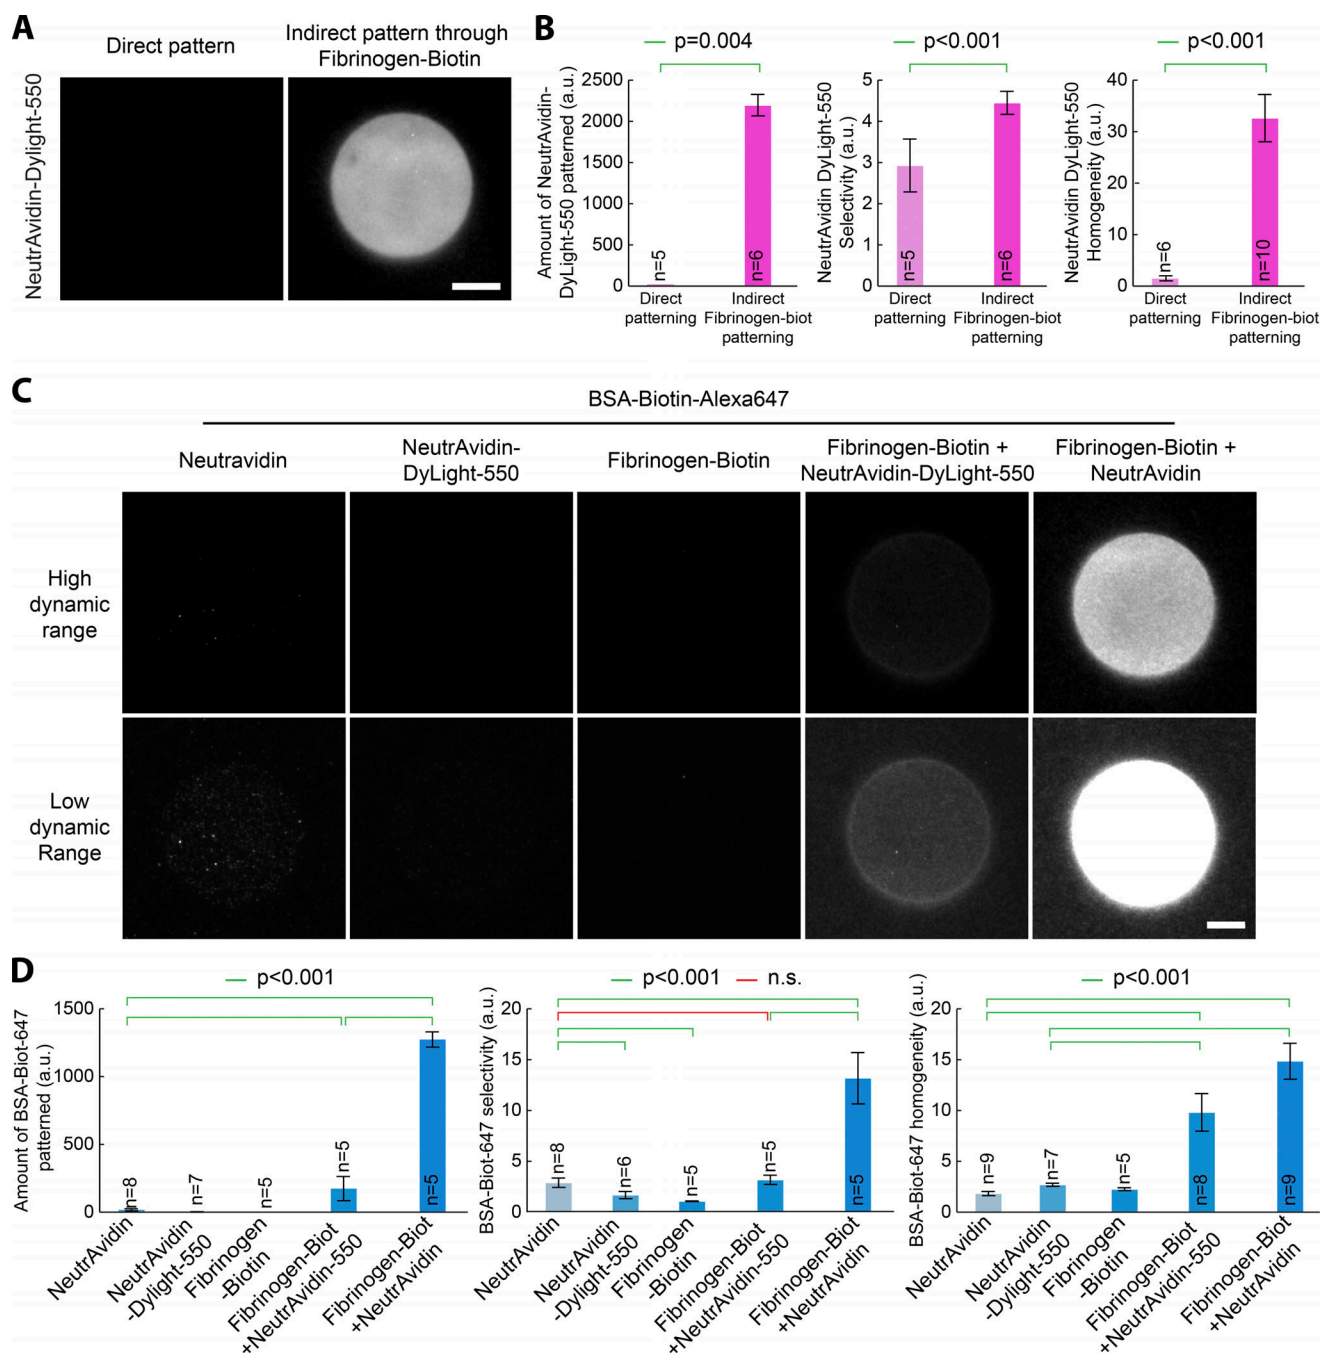 A
Direct pattern
Indirect pattern through
Fibrinogen-Biotin
NeutrAvidin-Dylight-550
B
p=0.004
Amount of NeutrAvidin-
DyLight-550 patterned (a.u.)
2500
2000
1500
1000
500
0
n=5
n=6
Direct
patterning
Indirect
Fibrinogen-biot
patterning
p<0.001
NeutrAvidin DyLight-550
Selectivity (a.u.)
5
4
3
2
1
0
n=5
n=6
Direct
patterning
Indirect
Fibrinogen-biot
patterning
p<0.001
NeutrAvidin DyLight-550
Homogeneity (a.u.)
40
30
20
10
0
n=6
n=10
Direct
patterning
Indirect
Fibrinogen-biot
patterning
C
BSA-Biotin-Alexa647
Neutravidin
NeutrAvidin-
DyLight-550
Fibrinogen-Biotin
Fibrinogen-Biotin +
NeutrAvidin-DyLight-550
Fibrinogen-Biotin +
NeutrAvidin
High
dynamic
range
Low
dynamic
Range
D
p<0.001
Amount of BSA-Biot-647
patterned (a.u.)
1500
1000
500
0
n=8
n=7
n=5
n=5
n=5
NeutrAvidin
NeutrAvidin
-Dylight-550
Fibrinogen
-Biotin
Fibrinogen-Biot
+NeutrAvidin-550
Fibrinogen-Biot
+NeutrAvidin
p<0.001
n.s.
BSA-Biot-647 selectivity (a.u.)
20
15
10
5
0
n=8
n=6
n=5
n=5
n=5
NeutrAvidin
NeutrAvidin
-Dylight-550
Fibrinogen
-Biotin
Fibrinogen-Biot
+NeutrAvidin-550
Fibrinogen-Biot
+NeutrAvidin
p<0.001
BSA-Biot-647 homogeneity (a.u.)
20
15
10
5
0
n=9
n=7
n=5
n=8
n=9
NeutrAvidin
NeutrAvidin
-Dylight-550
Fibrinogen
-Biotin
Fibrinogen-Biot
+NeutrAvidin-550
Fibrinogen-Biot
+NeutrAvidin